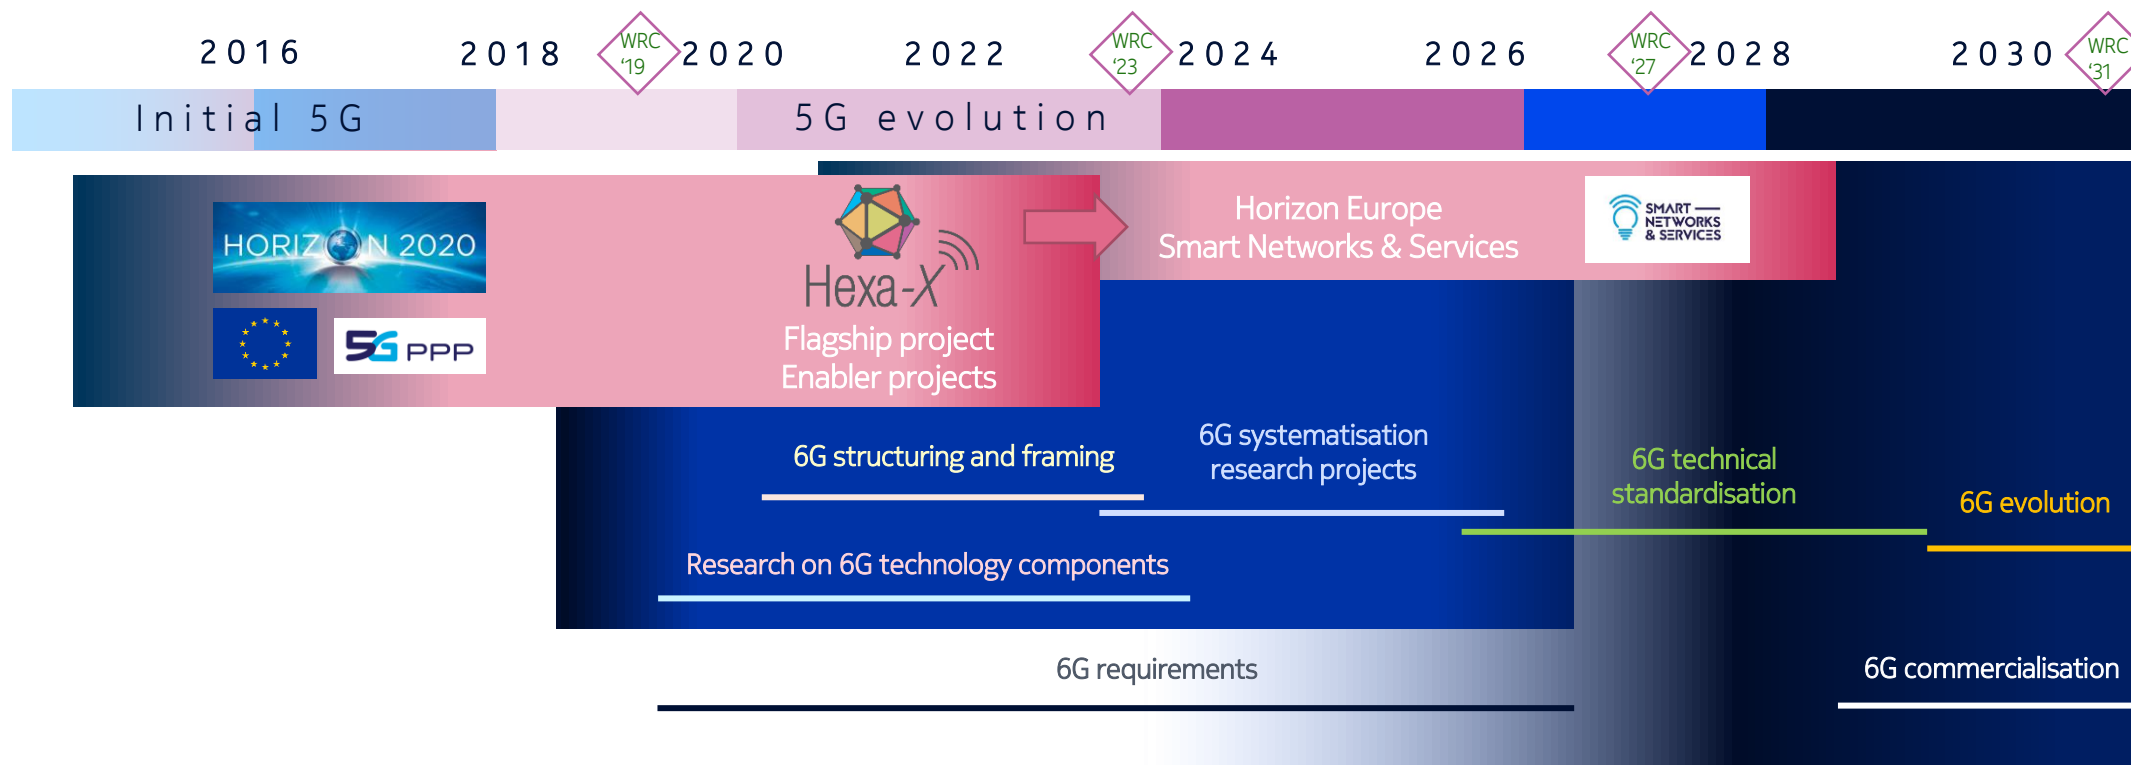 2016 2018 WRC '19 2020 2022 WRC '23 2024 2026 WRC '27 2028 2030 WRC '31
Initial 5G 5G evolution
HORIZON 2020
5G PPP
Hexa-X
Flagship project
Enabler projects
Horizon Europe
Smart Networks & Services
SMART
NETWORKS
& SERVICES
6G structuring and framing
6G systematisation
research projects
6G technical
standardisation
6G evolution
Research on 6G technology components
6G requirements
6G commercialisation